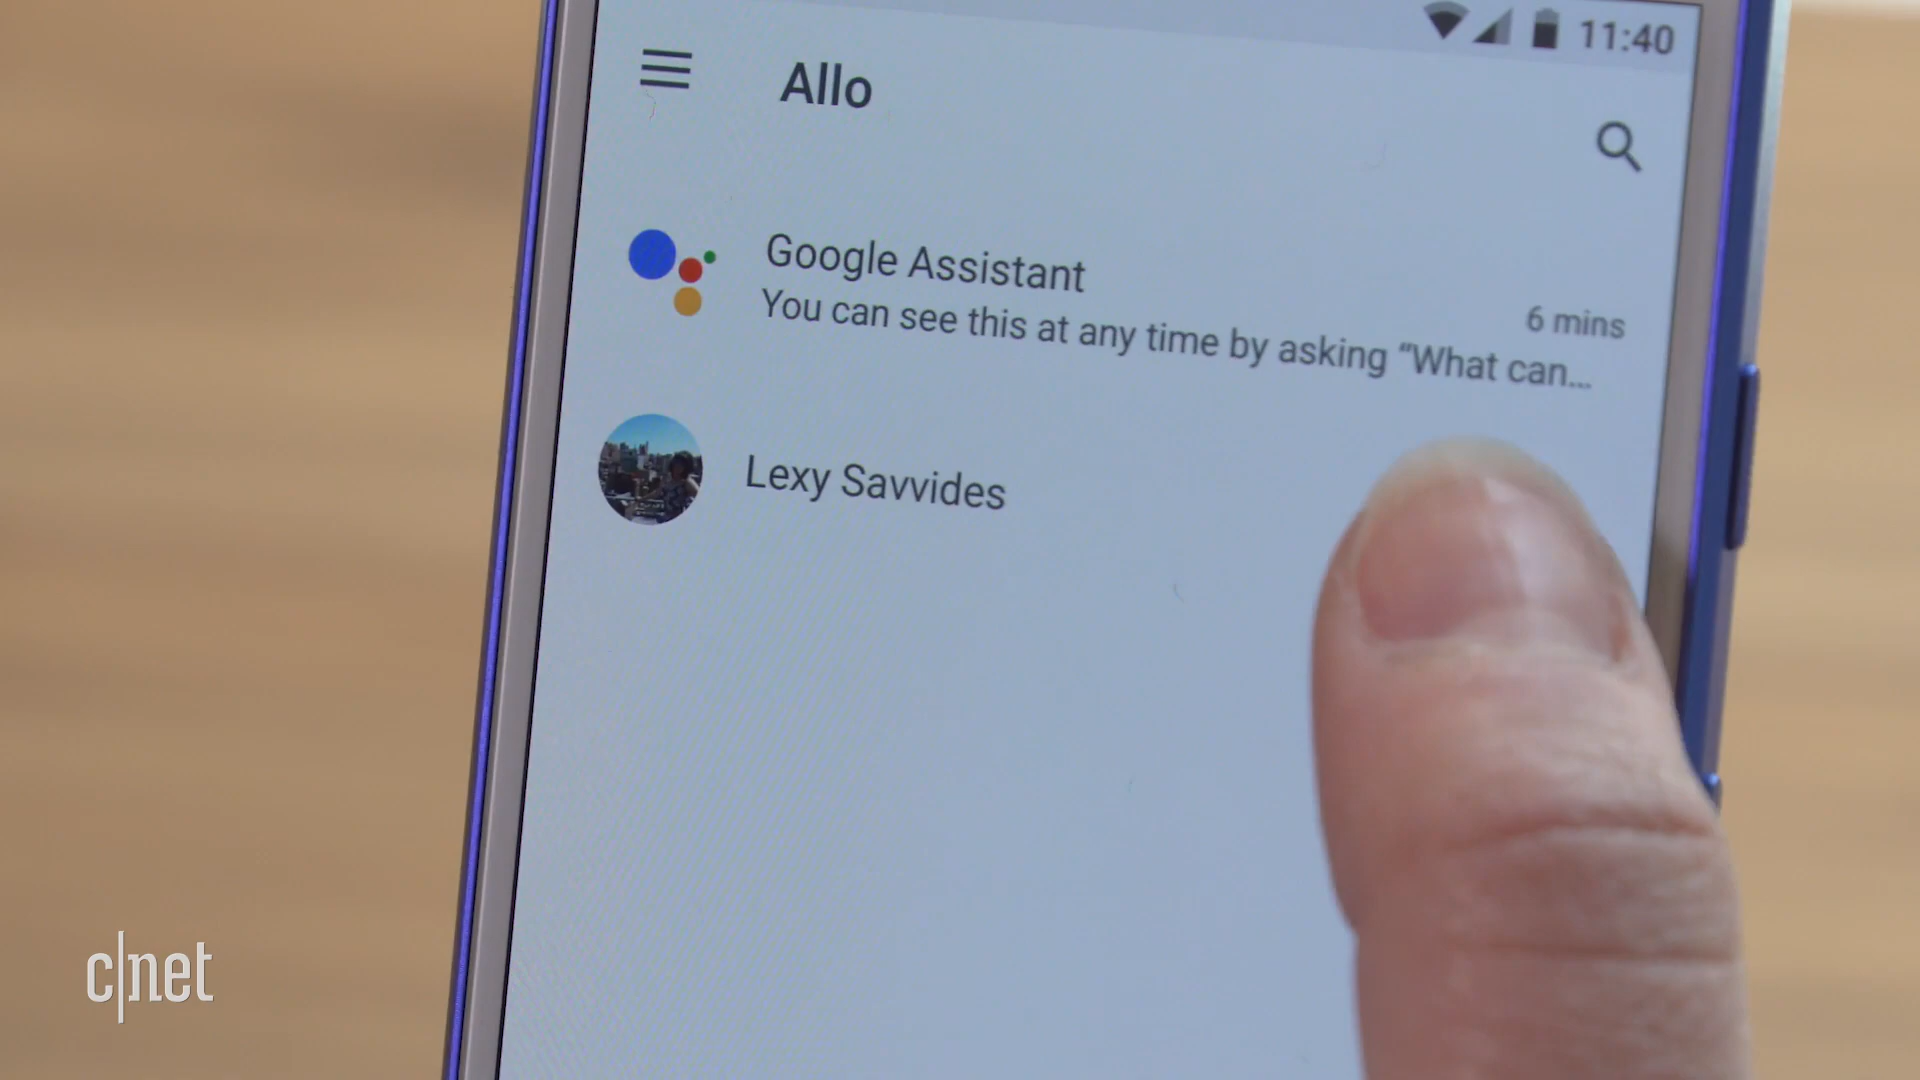 11:40
Allo
Google Assistant
6 mins
You can see this at any time by asking “What can...
Lexy Savvides
c|net